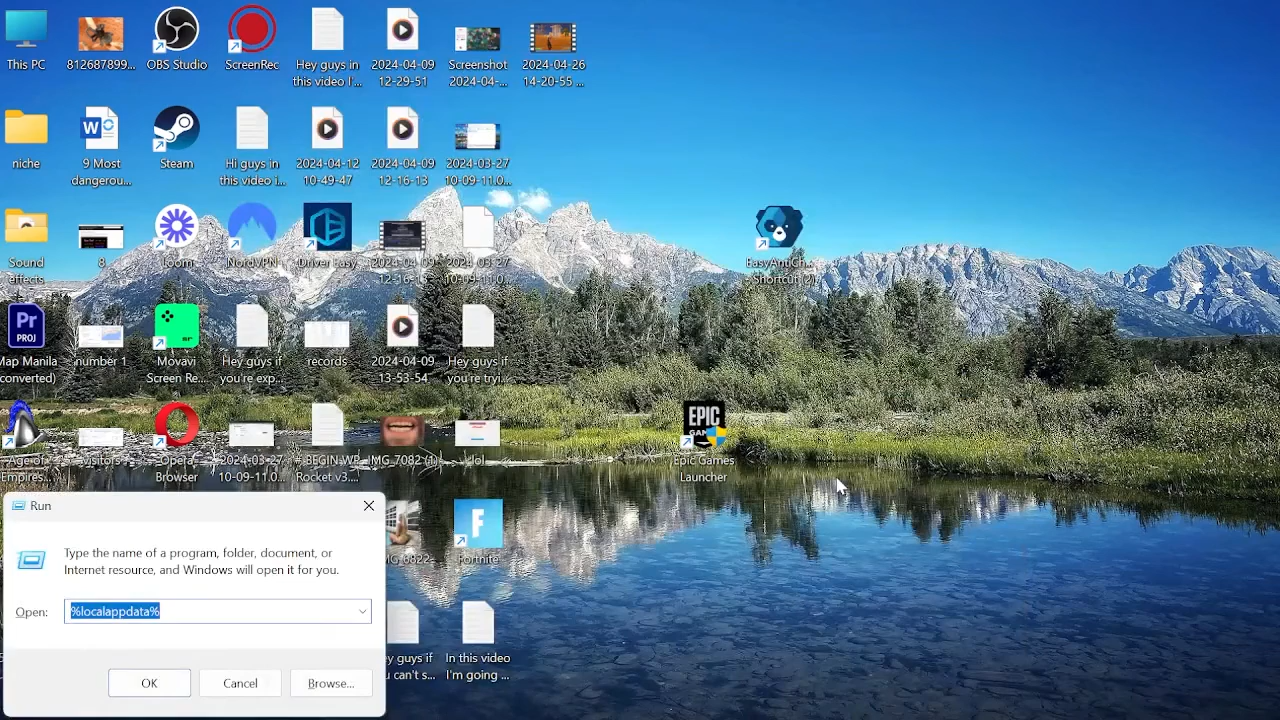 This PC
812687899...
OBS Studio
ScreenRec
Hey guys in
this video I'...
2024-04-09
12-29-51
Screenshot
2024-04-...
2024-04-26
14-20-55 ...
niche
W
9 Most
dangerou...
Steam
Hi guys in
this video i...
2024-04-12
10-49-47
2024-04-09
12-16-13
2024-03-27
10-09-11.0...
Sound
effects
8
Loom
NordVPN
Driver Easy
2024-04-09
12-16-13
2024-03-27
10-09-11.0...
EasyAntiCh...
Shortcut (2)
Pr
PROJ
Map Manila
(converted)
number 1
Movavi
Screen Re...
Hey guys if
you're exp...
records
2024-04-09
13-53-54
Hey guys if
you're tryi...
Age of
Empires...
visitors
Opera
Browser
2024-03-27
10-09-11.0...
# BEGIN WP
Rocket v3....
IMG_7082 (1)
lol
EPIC
GAMES
Epic Games
Launcher
Run
Type the name of a program, folder, document, or
Internet resource, and Windows will open it for you.
Open:
%localappdata%
OK
Cancel
Browse...
F
Fortnite
ey guys if
u can't s...
In this video
I'm going ...